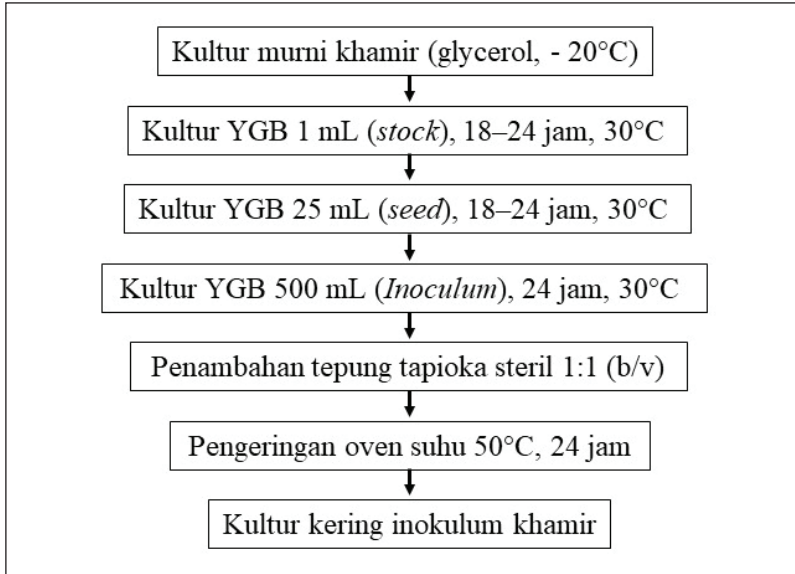 Kultur murni khamir (glycerol, - 20°C)
Kultur YGB 1 mL (stock), 18–24 jam, 30°C
Kultur YGB 25 mL (seed), 18–24 jam, 30°C
Kultur YGB 500 mL (Inoculum), 24 jam, 30°C
Penambahan tepung tapioka steril 1:1 (b/v)
Pengeringan oven suhu 50°C, 24 jam
Kultur kering inokulum khamir